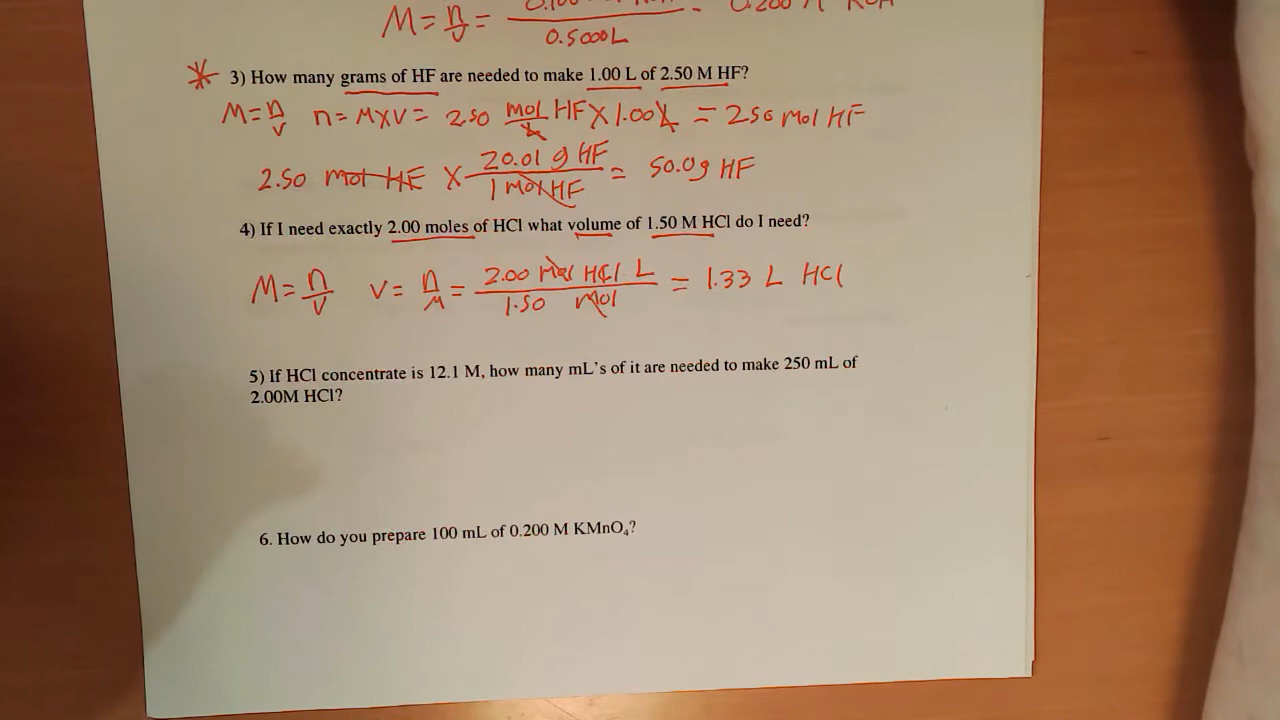 M = n/v = 0.5000L
* 3) How many grams of HF are needed to make 1.00 L of 2.50 M HF?
M = n/v n = M x V = 2.50 mol/L HF x 1.00 L = 2.50 mol HF
2.50 mol HF x 20.01 g HF / 1 mol HF = 50.0g HF
4) If I need exactly 2.00 moles of HCl what volume of 1.50 M HCl do I need?
M = n/v v = n/M = 2.00 mol HCl L / 1.50 mol = 1.33 L HCl
5) If HCl concentrate is 12.1 M, how many mL's of it are needed to make 250 mL of
2.00M HCl?
6. How do you prepare 100 mL of 0.200 M KMnO₄?